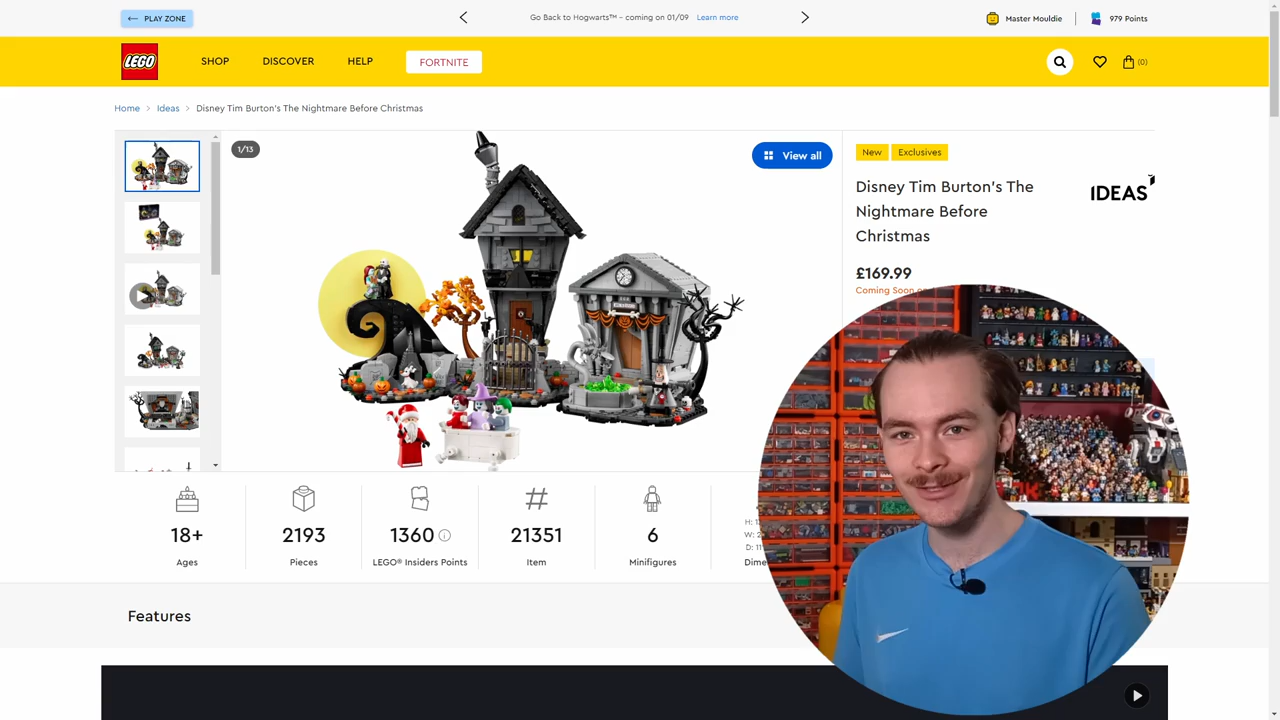 ← PLAY ZONE
Go Back to Hogwarts™ - coming on 01/09 Learn more
Master Mouldie
979 Points
LEGO
SHOP
DISCOVER
HELP
FORTNITE
(0)
Home > Ideas > Disney Tim Burton's The Nightmare Before Christmas
1/13
View all
New
Exclusives
Disney Tim Burton's The
Nightmare Before
Christmas
IDEAS
£169.99
Coming Soon
18+
Ages
2193
Pieces
1360
LEGO® Insiders Points
21351
Item
6
Minifigures
H:
W:
D:
Features